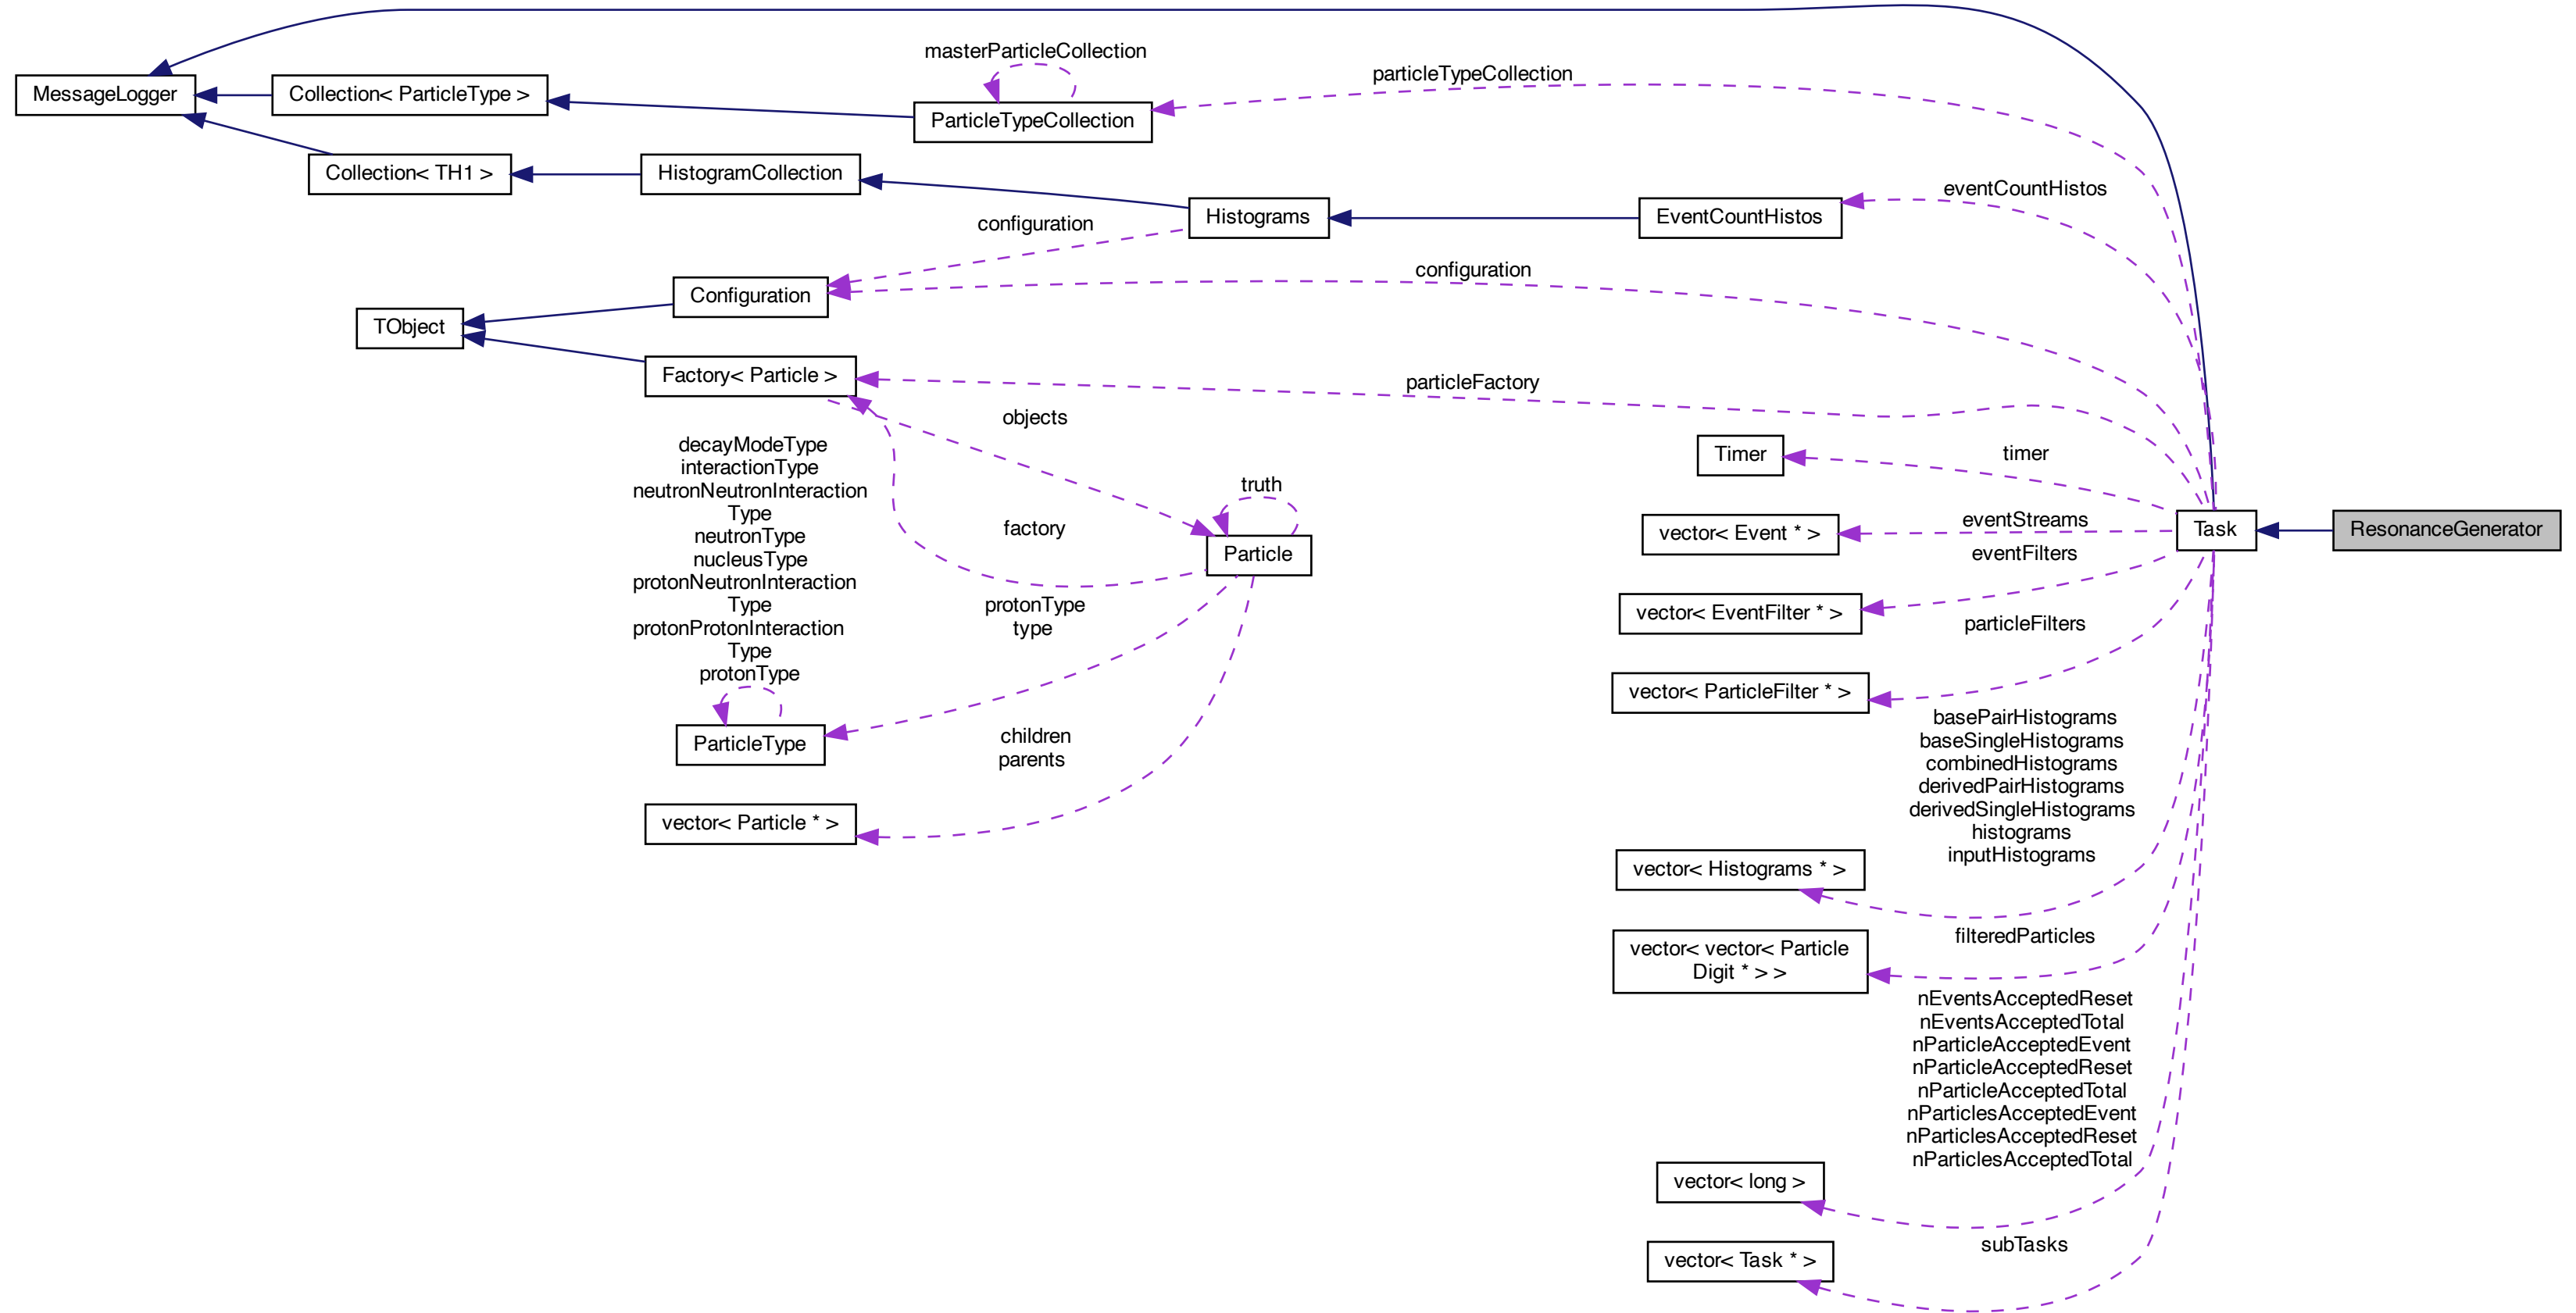 masterParticleCollection
particleTypeCollection
MessageLogger
Collection< ParticleType >
ParticleTypeCollection
Collection< TH1 >
HistogramCollection
eventCountHistos
Histograms
EventCountHistos
configuration
configuration
Configuration
TObject
Factory< Particle >
particleFactory
objects
decayModeType
interactionType
neutronNeutronInteraction
Type
neutronType
nucleusType
protonNeutronInteraction
Type
protonProtonInteraction
Type
protonType
truth
factory
Particle
protonType
type
ParticleType
children
parents
vector< Particle * >
Timer
timer
vector< Event * >
eventStreams
Task
ResonanceGenerator
eventFilters
vector< EventFilter * >
particleFilters
vector< ParticleFilter * >
basePairHistograms
baseSingleHistograms
combinedHistograms
derivedPairHistograms
derivedSingleHistograms
histograms
inputHistograms
vector< Histograms * >
filteredParticles
vector< vector< Particle
Digit * > >
nEventsAcceptedReset
nEventsAcceptedTotal
nParticleAcceptedEvent
nParticleAcceptedReset
nParticleAcceptedTotal
nParticlesAcceptedEvent
nParticlesAcceptedReset
nParticlesAcceptedTotal
vector< long >
subTasks
vector< Task * >